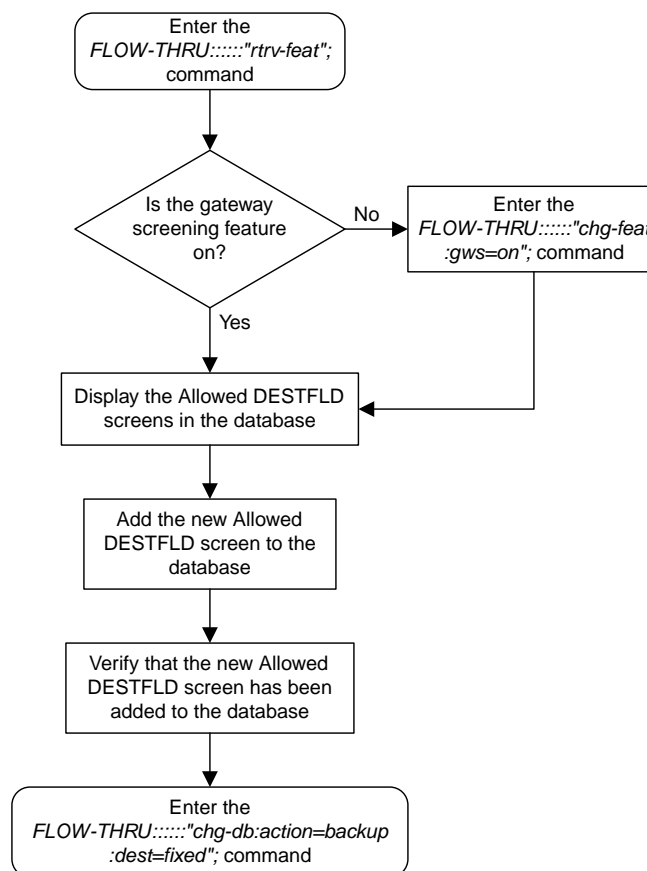 Enter the
FLOW-THRU::::::"rtrv-feat";
command
Is the gateway
screening feature
on?
No
Enter the
FLOW-THRU::::::"chg-feat
:gws=on"; command
Yes
Display the Allowed DESTFLD
screens in the database
Add the new Allowed
DESTFLD screen to the
database
Verify that the new Allowed
DESTFLD screen has been
added to the database
Enter the
FLOW-THRU::::::"chg-db:action=backup
:dest=fixed"; command